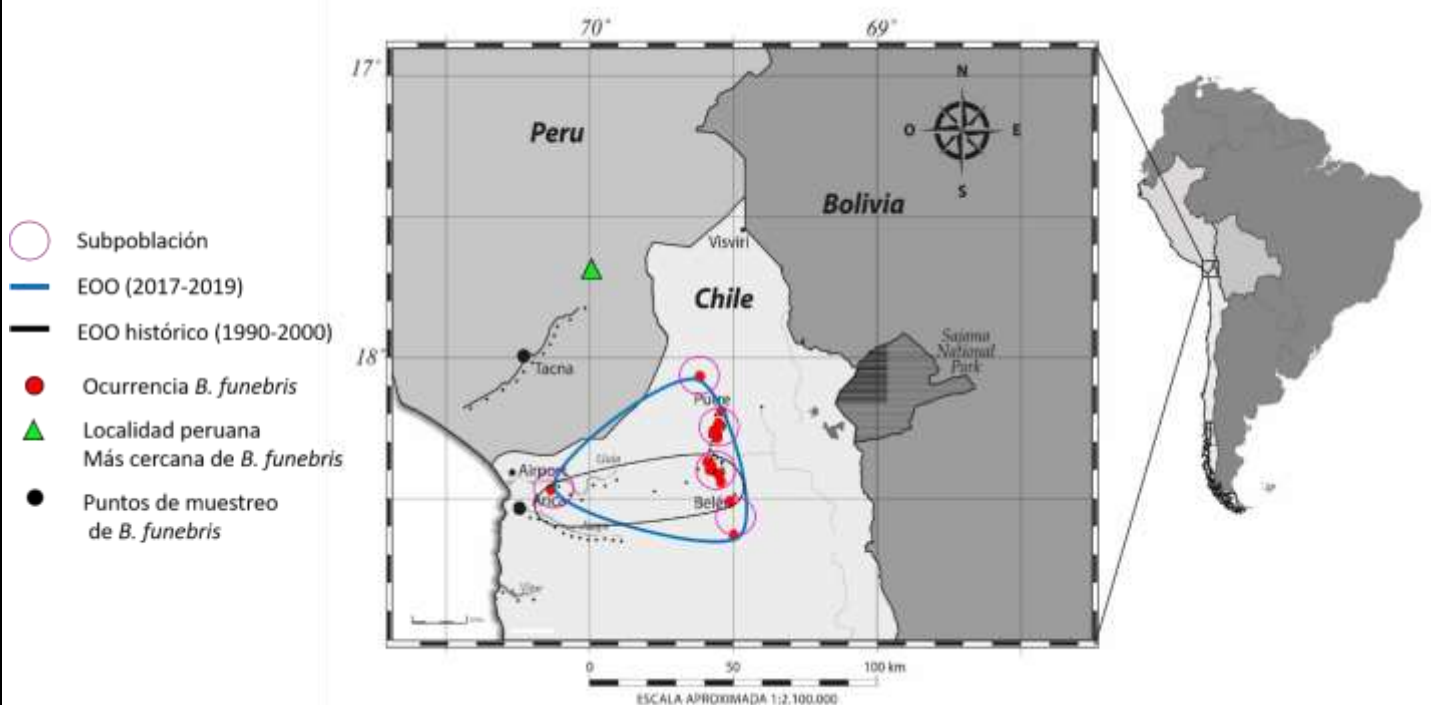 70°
69°
17°
N
O
E
S
Peru
Bolivia
Visviri
Chile
Subpoblación
EOO (2017-2019)
EOO histórico (1990-2000)
Ocurrencia B. funebris
Localidad peruana
Más cercana de B. funebris
Puntos de muestreo
de B. funebris
18°
Tacna
Sajama
National
Park
Putre
Airport
Lluta
Arica
Belén
Vitor
0
50
100 km
ESCALA APROXIMADA 1:2.100.000